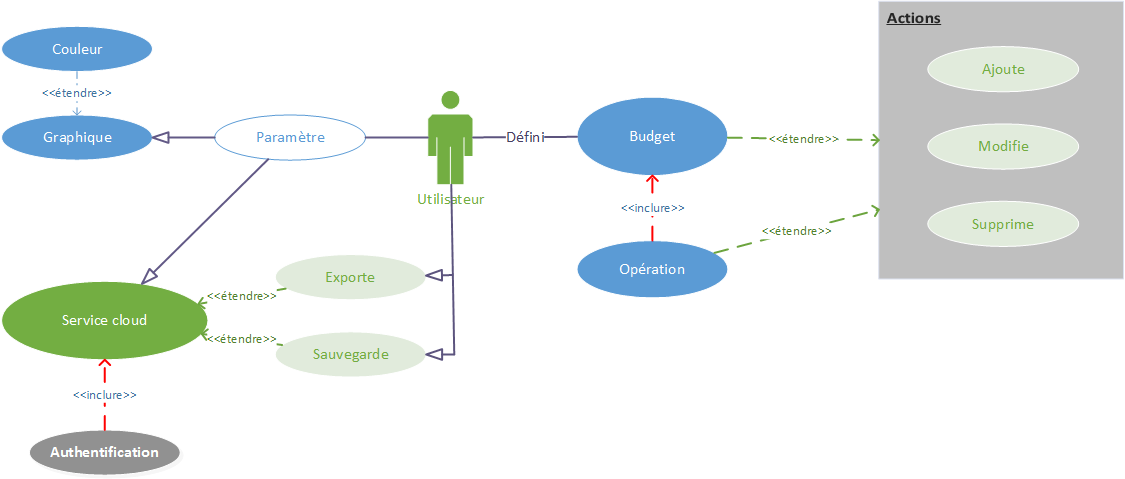 Actions
Couleur
Ajoute
<<étendre>>
Graphique
Paramètre
Défini
Budget
<<étendre>>
Modifie
Utilisateur
<<inclure>>
<<étendre>>
Supprime
Opération
Exporte
<<étendre>>
Service cloud
<<étendre>>
Sauvegarde
<<inclure>>
Authentification